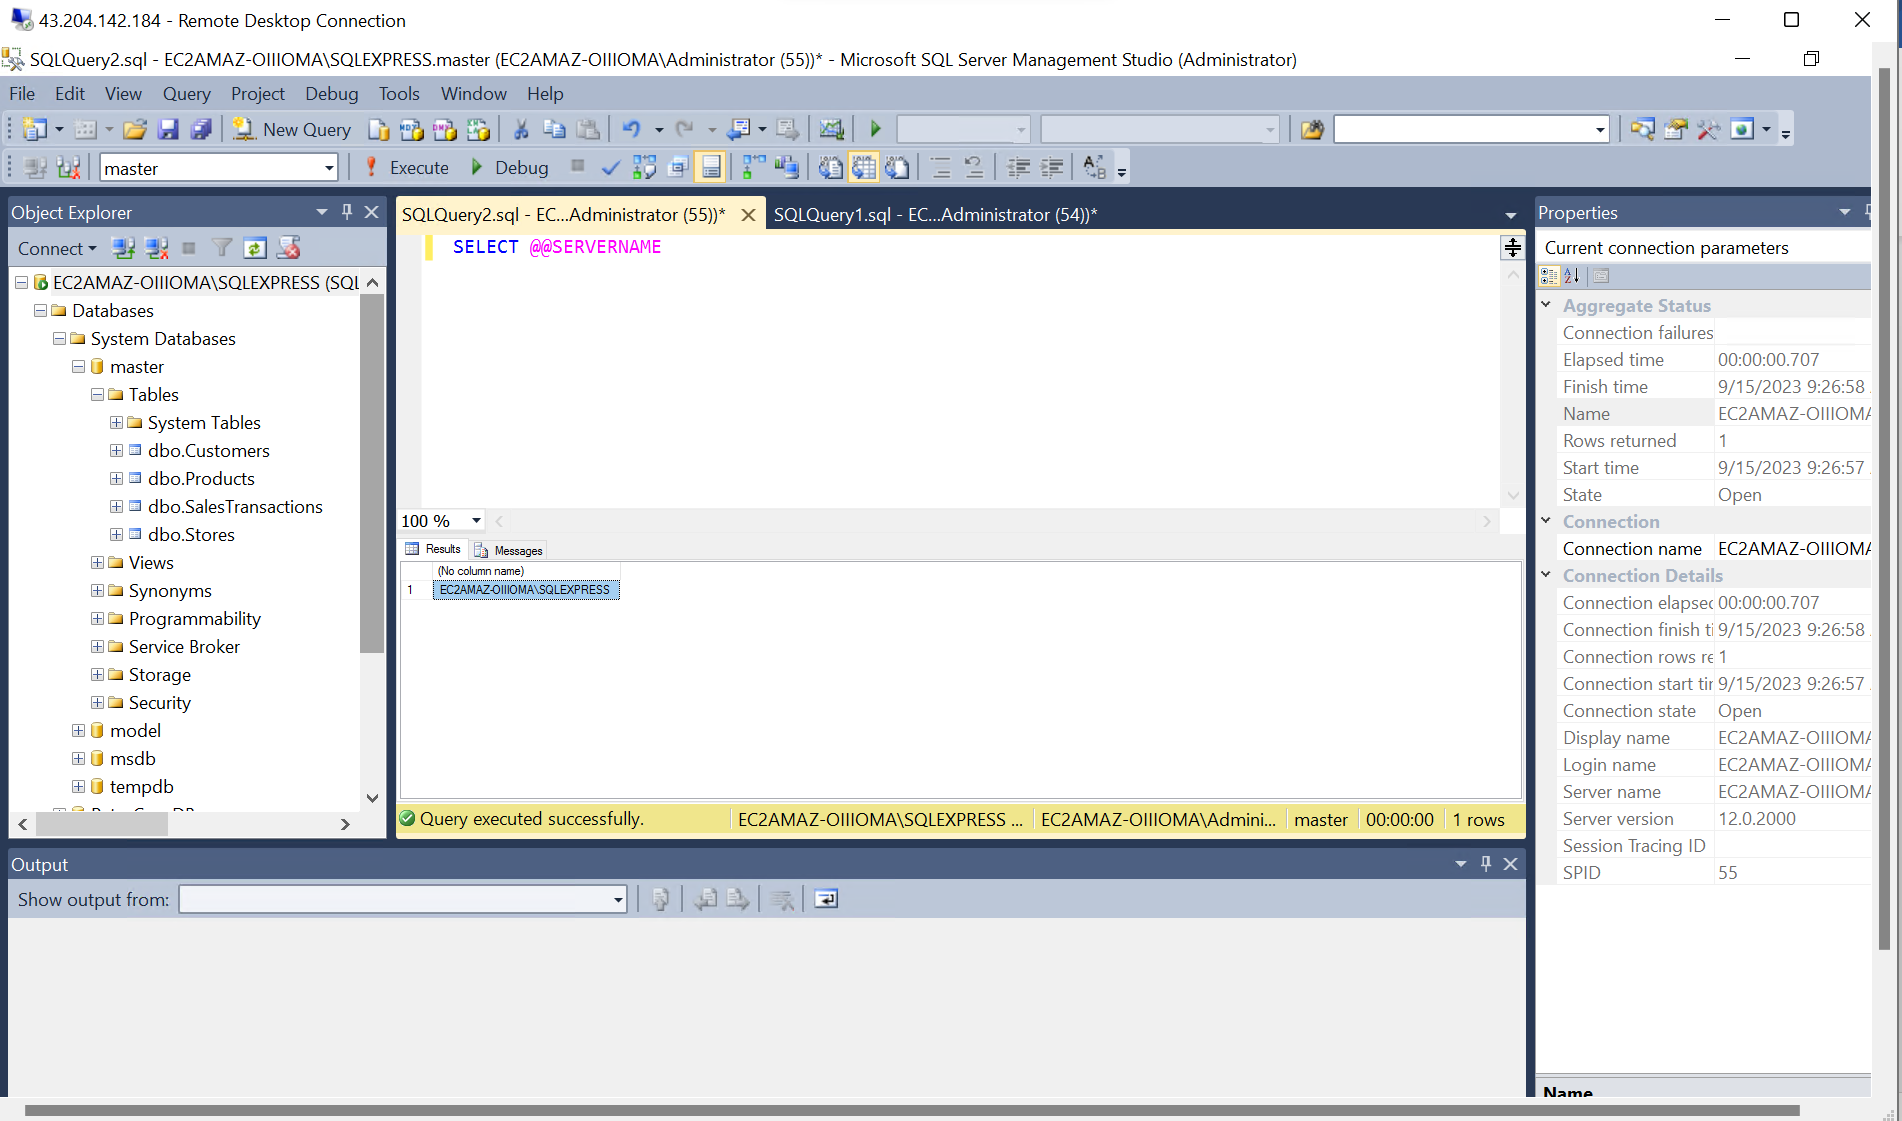 43.204.142.184 - Remote Desktop Connection
SQLQuery2.sql - EC2AMAZ-OIIIOMA\SQLEXPRESS.master (EC2AMAZ-OIIIOMA\Administrator (55))* - Microsoft SQL Server Management Studio (Administrator)
File Edit View Query Project Debug Tools Window Help
New Query
master Execute Debug
Object Explorer
Connect
EC2AMAZ-OIIIOMA\SQLEXPRESS (SQL
Databases
System Databases
master
Tables
System Tables
dbo.Customers
dbo.Products
dbo.SalesTransactions
dbo.Stores
Views
Synonyms
Programmability
Service Broker
Storage
Security
model
msdb
tempdb
SQLQuery2.sql - EC...Administrator (55))*
SQLQuery1.sql - EC...Administrator (54))*
SELECT @@SERVERNAME
100 %
Results Messages
(No column name)
1 EC2AMAZ-OIIIOMA\SQLEXPRESS
Query executed successfully. EC2AMAZ-OIIIOMA\SQLEXPRESS ... EC2AMAZ-OIIIOMA\Admini... master 00:00:00 1 rows
Output
Show output from:
Properties
Current connection parameters
Aggregate Status
Connection failures
Elapsed time 00:00:00.707
Finish time 9/15/2023 9:26:58
Name EC2AMAZ-OIIIOMA
Rows returned 1
Start time 9/15/2023 9:26:57
State Open
Connection
Connection name EC2AMAZ-OIIIOMA
Connection Details
Connection elapsec 00:00:00.707
Connection finish ti 9/15/2023 9:26:58
Connection rows re 1
Connection start tir 9/15/2023 9:26:57
Connection state Open
Display name EC2AMAZ-OIIIOMA
Login name EC2AMAZ-OIIIOMA
Server name EC2AMAZ-OIIIOMA
Server version 12.0.2000
Session Tracing ID
SPID 55
Name